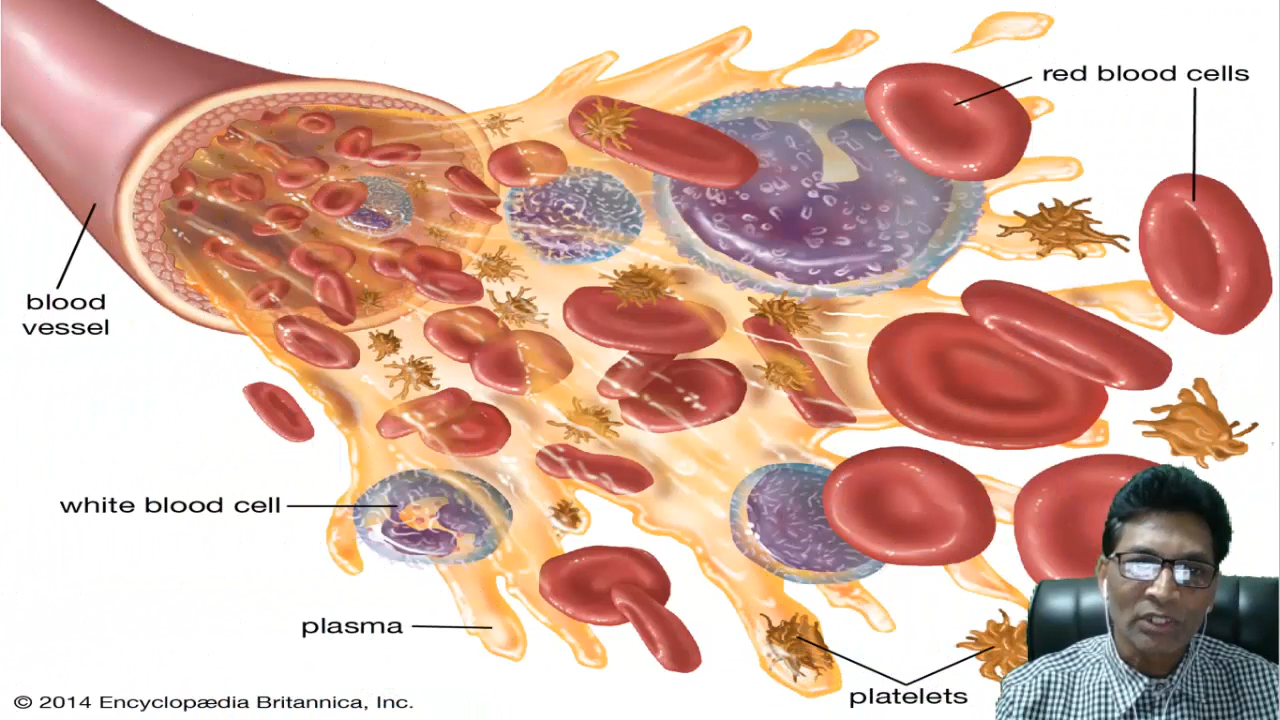 red blood cells
blood
vessel
white blood cell
plasma
platelets
© 2014 Encyclopædia Britannica, Inc.